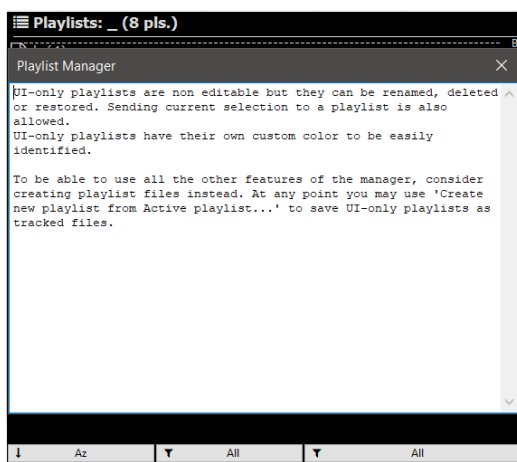 Playlists: _ (8 pls.)
Playlist Manager
UI-only playlists are non editable but they can be renamed, deleted
or restored. Sending current selection to a playlist is also
allowed.
UI-only playlists have their own custom color to be easily
identified.
To be able to use all the other features of the manager, consider
creating playlist files instead. At any point you may use 'Create
new playlist from Active playlist...' to save UI-only playlists as
tracked files.
Az All All